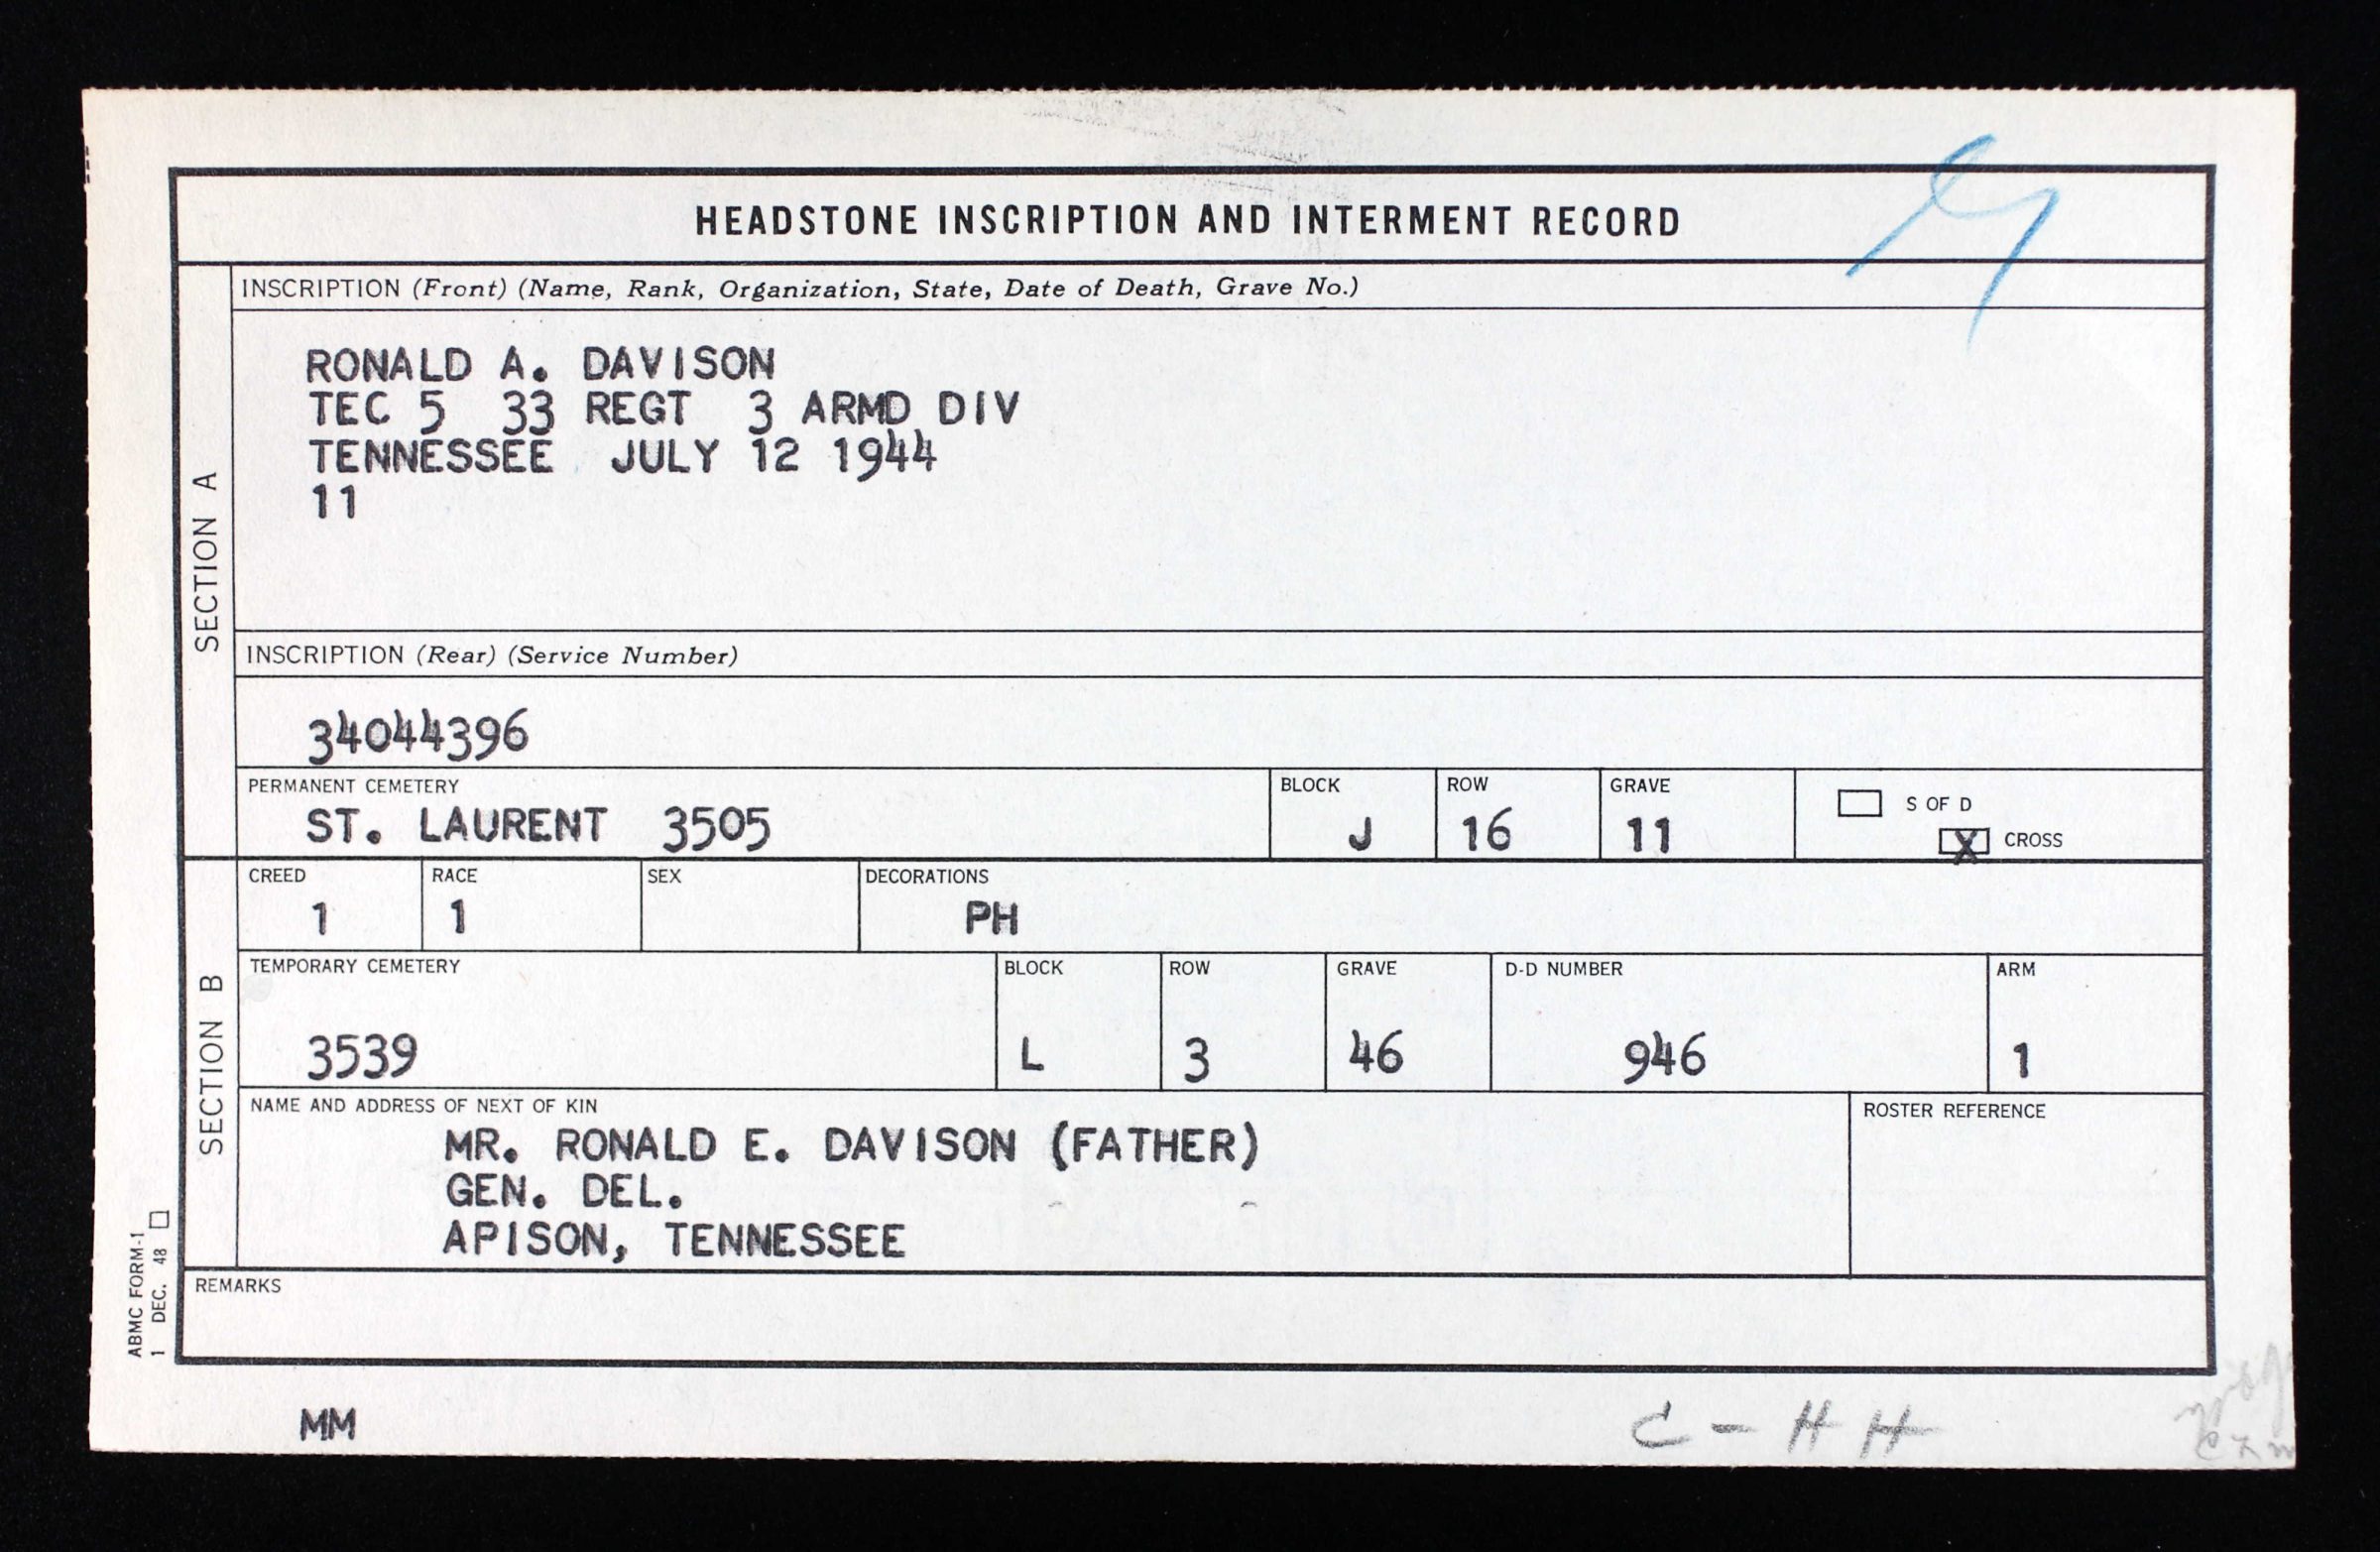 HEADSTONE INSCRIPTION AND INTERMENT RECORD
SECTION A
INSCRIPTION (Front) (Name, Rank, Organization, State, Date of Death, Grave No.)
RONALD A. DAVISON
TEC 5 33 REGT 3 ARMD DIV
TENNESSEE JULY 12 1944
11
INSCRIPTION (Rear) (Service Number)
34044396
PERMANENT CEMETERY
ST. LAURENT 3505
BLOCK
J
ROW
16
GRAVE
11
S OF D
X CROSS
SECTION B
CREED
1
RACE
1
SEX
DECORATIONS
PH
TEMPORARY CEMETERY
3539
BLOCK
L
ROW
3
GRAVE
46
D-D NUMBER
946
ARM
1
NAME AND ADDRESS OF NEXT OF KIN
MR. RONALD E. DAVISON (FATHER)
GEN. DEL.
APISON, TENNESSEE
ROSTER REFERENCE
REMARKS
ABMC FORM-1
1 DEC. 48
MM
C - H H